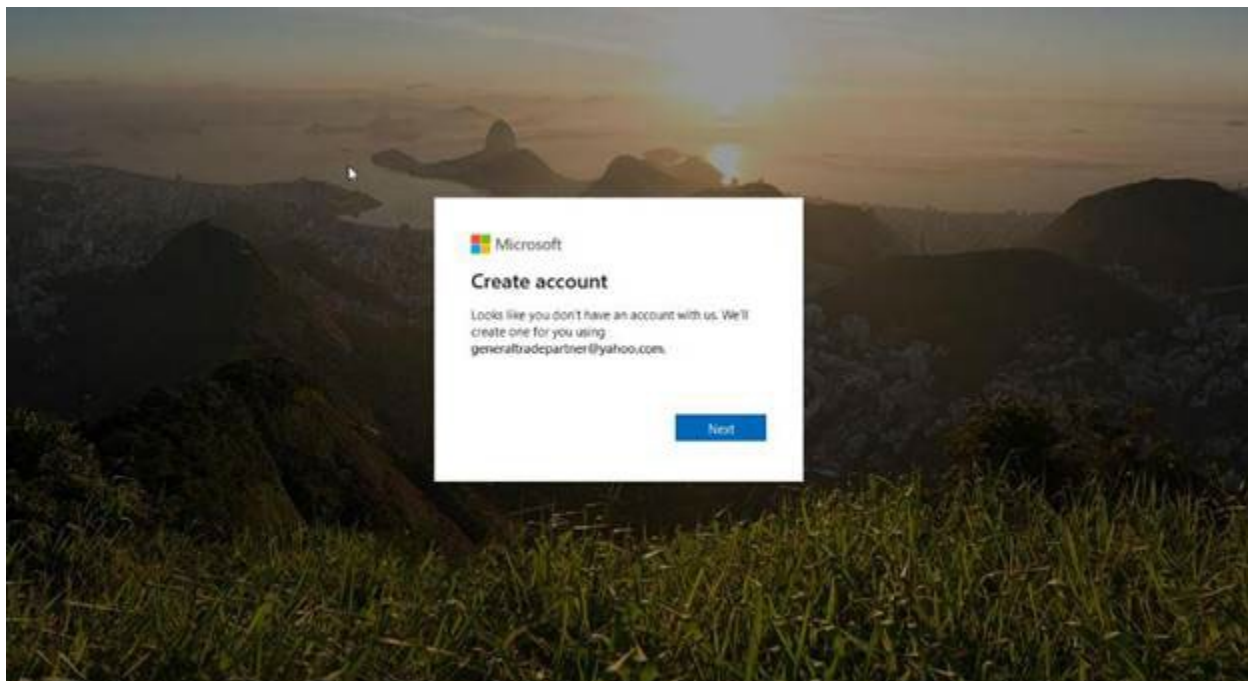 Microsoft
Create account
Looks like you don't have an account with us. We'll
create one for you using
generaltradepartner@yahoo.com.
Next